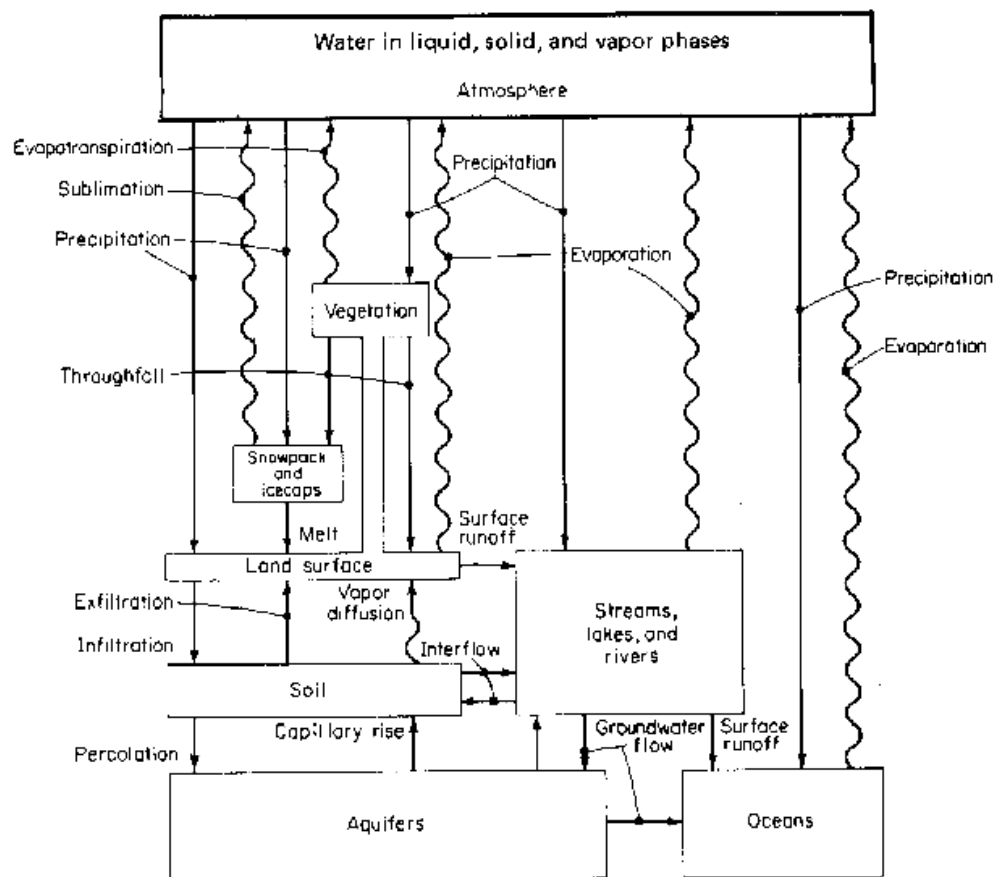 Water in liquid, solid, and vapor phases
Atmosphere
Evapotranspiration
Precipitation
Sublimation
Precipitation
Evaporation
Precipitation
Vegetation
Evaporation
Throughfall
Snowpack
and
icecaps
Melt
Surface
runoff
Land surface
Exfiltration
Vapor
diffusion
Streams,
lakes, and
rivers
Infiltration
Interflow
Soil
Capillary rise
Groundwater
flow
Surface
runoff
Percolation
Aquifers
Oceans